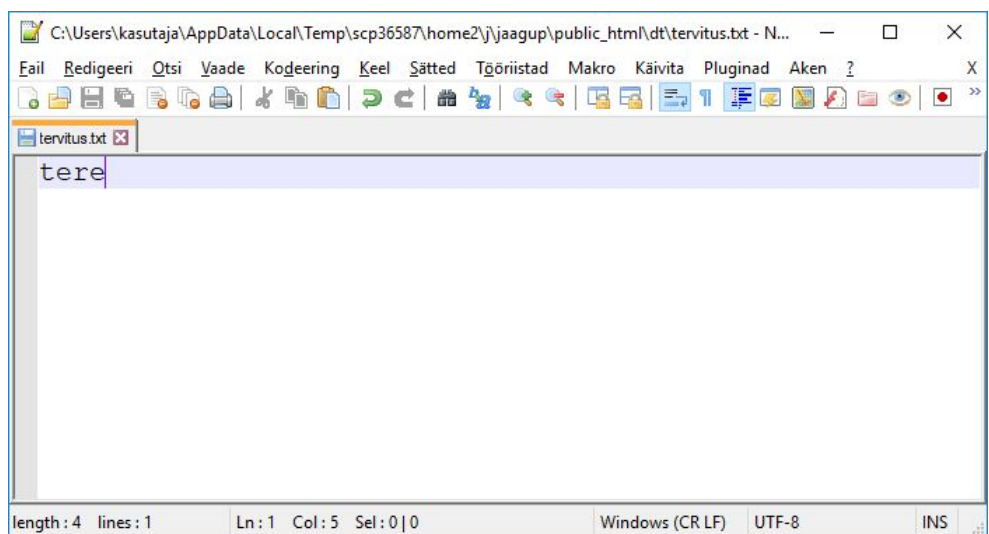 C:\Users\kasutaja\AppData\Local\Temp\scp36587\home2\j\jaagup\public_html\dt\tervitus.txt - N...
Fail Redigeeri Otsi Vaade Kodeering Keel Sätted Tööriistad Makro Käivita Pluginad Aken ? X
tervitus.txt
tere
length : 4 lines : 1 Ln : 1 Col : 5 Sel : 0 | 0 Windows (CR LF) UTF-8 INS